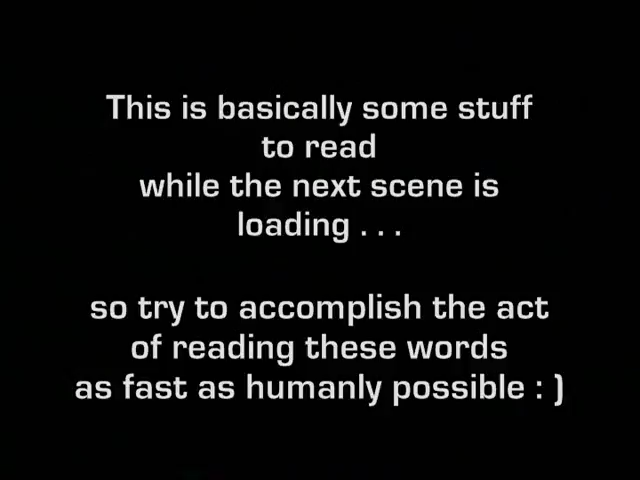 This is basically some stuff
to read
while the next scene is
loading . . .
so try to accomplish the act
of reading these words
as fast as humanly possible : )